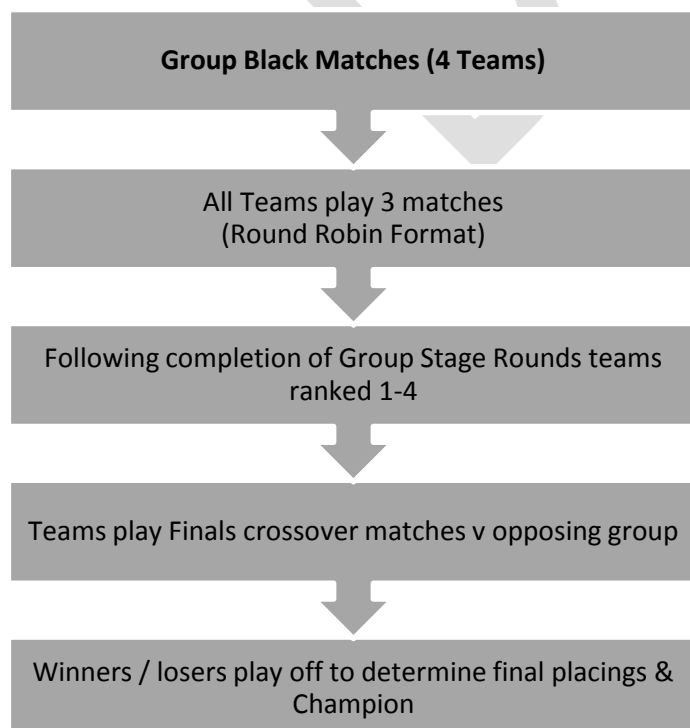 Group Black Matches (4 Teams)
All Teams play 3 matches
(Round Robin Format)
Following completion of Group Stage Rounds teams
ranked 1-4
Teams play Finals crossover matches v opposing group
Winners / losers play off to determine final placings &
Champion